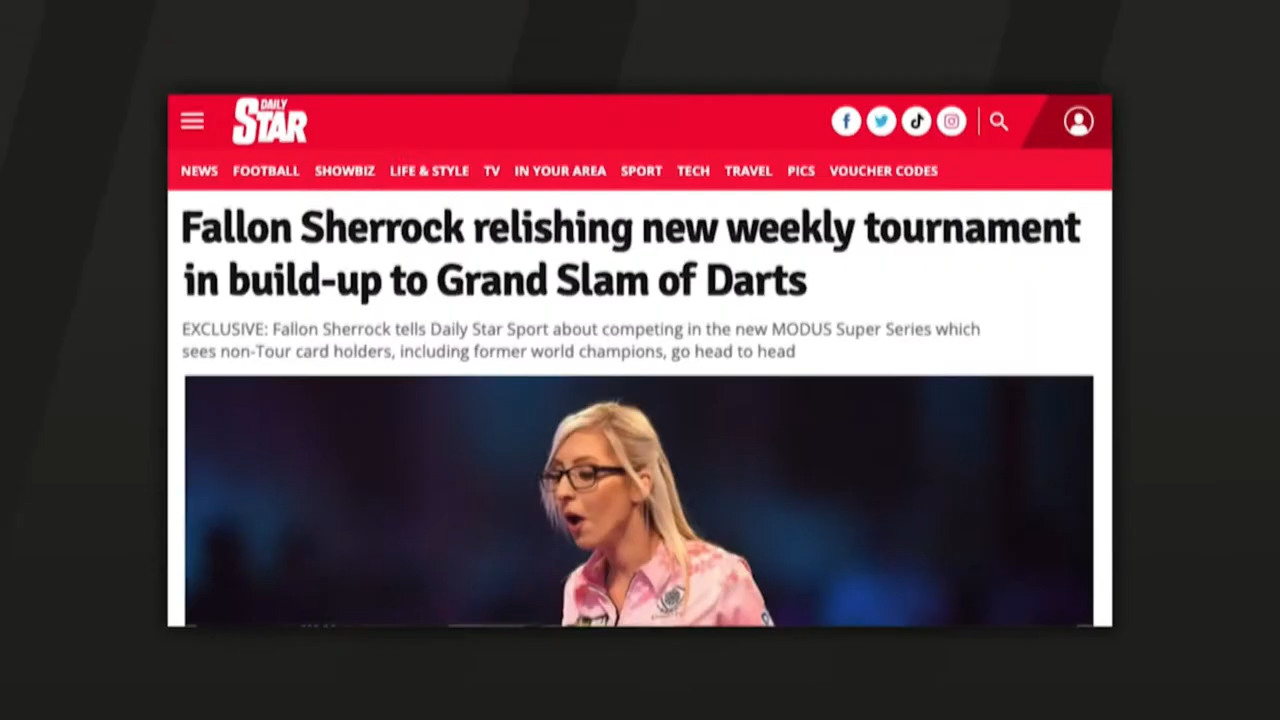 DAILY
STAR
NEWS FOOTBALL SHOWBIZ LIFE & STYLE TV IN YOUR AREA SPORT TECH TRAVEL PICS VOUCHER CODES
Fallon Sherrock relishing new weekly tournament
in build-up to Grand Slam of Darts
EXCLUSIVE: Fallon Sherrock tells Daily Star Sport about competing in the new MODUS Super Series which
sees non-Tour card holders, including former world champions, go head to head